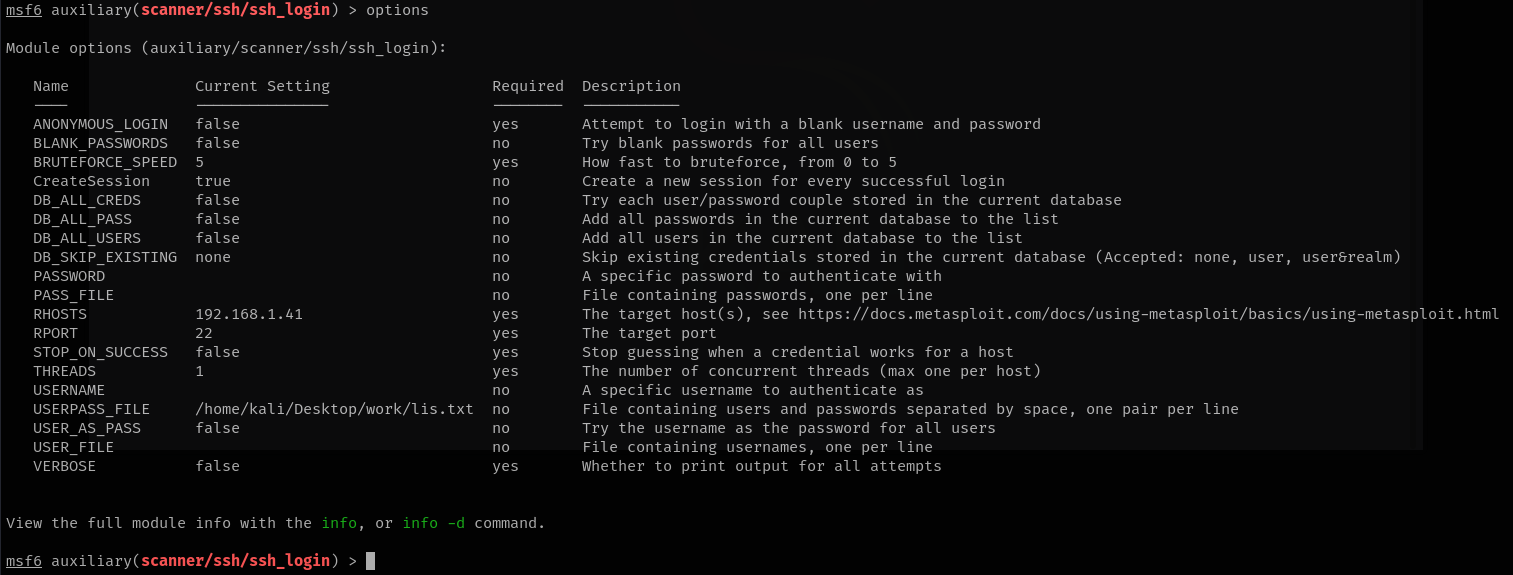 msf6 auxiliary(scanner/ssh/ssh_login) > options
Module options (auxiliary/scanner/ssh/ssh_login):
Name Current Setting Required Description
---- --------------- -------- -----------
ANONYMOUS_LOGIN false yes Attempt to login with a blank username and password
BLANK_PASSWORDS false no Try blank passwords for all users
BRUTEFORCE_SPEED 5 yes How fast to bruteforce, from 0 to 5
CreateSession true no Create a new session for every successful login
DB_ALL_CREDS false no Try each user/password couple stored in the current database
DB_ALL_PASS false no Add all passwords in the current database to the list
DB_ALL_USERS false no Add all users in the current database to the list
DB_SKIP_EXISTING none no Skip existing credentials stored in the current database (Accepted: none, user, user&realm)
PASSWORD no A specific password to authenticate with
PASS_FILE no File containing passwords, one per line
RHOSTS 192.168.1.41 yes The target host(s), see https://docs.metasploit.com/docs/using-metasploit/basics/using-metasploit.html
RPORT 22 yes The target port
STOP_ON_SUCCESS false yes Stop guessing when a credential works for a host
THREADS 1 yes The number of concurrent threads (max one per host)
USERNAME no A specific username to authenticate as
USERPASS_FILE /home/kali/Desktop/work/lis.txt no File containing users and passwords separated by space, one pair per line
USER_AS_PASS false no Try the username as the password for all users
USER_FILE no File containing usernames, one per line
VERBOSE false yes Whether to print output for all attempts
View the full module info with the info, or info -d command.
msf6 auxiliary(scanner/ssh/ssh_login) >